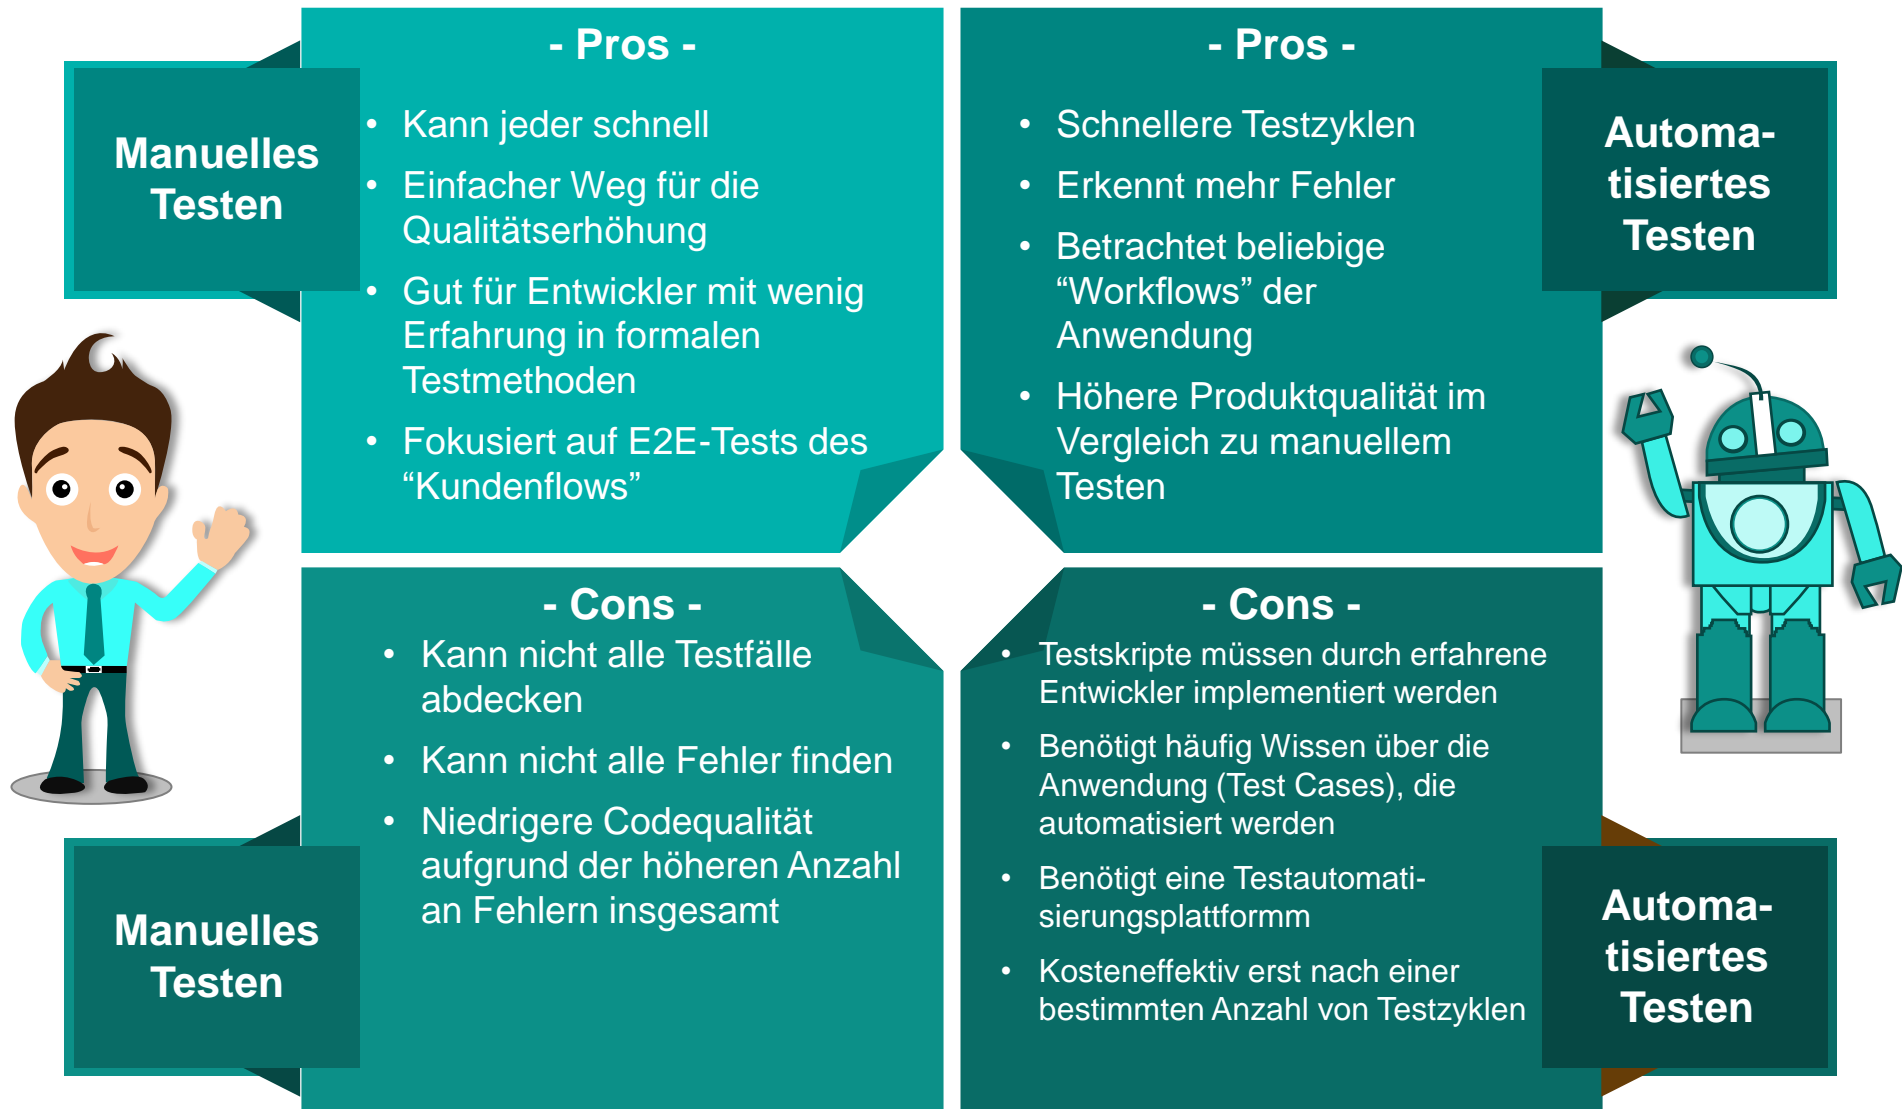 Manuelles
Testen
- Pros -
• Kann jeder schnell
• Einfacher Weg für die
Qualitätserhöhung
• Gut für Entwickler mit wenig
Erfahrung in formalen
Testmethoden
• Fokusiert auf E2E-Tests des
“Kundenflows”
- Pros -
• Schnellere Testzyklen
• Erkennt mehr Fehler
• Betrachtet beliebige
“Workflows” der
Anwendung
• Höhere Produktqualität im
Vergleich zu manuellem
Testen
Automa-
tisiertes
Testen
Manuelles
Testen
- Cons -
• Kann nicht alle Testfälle
abdecken
• Kann nicht alle Fehler finden
• Niedrigere Codequalität
aufgrund der höheren Anzahl
an Fehlern insgesamt
- Cons -
• Testskripte müssen durch erfahrene
Entwickler implementiert werden
• Benötigt häufig Wissen über die
Anwendung (Test Cases), die
automatisiert werden
• Benötigt eine Testautomati-
sierungsplattformm
• Kosteneffektiv erst nach einer
bestimmten Anzahl von Testzyklen
Automa-
tisiertes
Testen